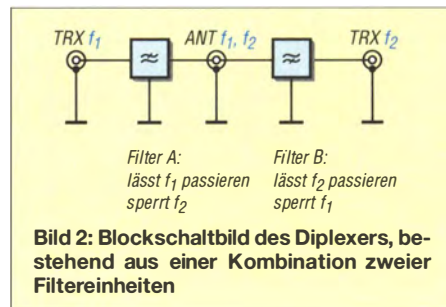 TRX f1 ANT f1, f2 TRX f2
≈ ≈
Filter A: Filter B:
lässt f1 passieren lässt f2 passieren
sperrt f2 sperrt f1
Bild 2: Blockschaltbild des Diplexers, be-
stehend aus einer Kombination zweier
Filtereinheiten